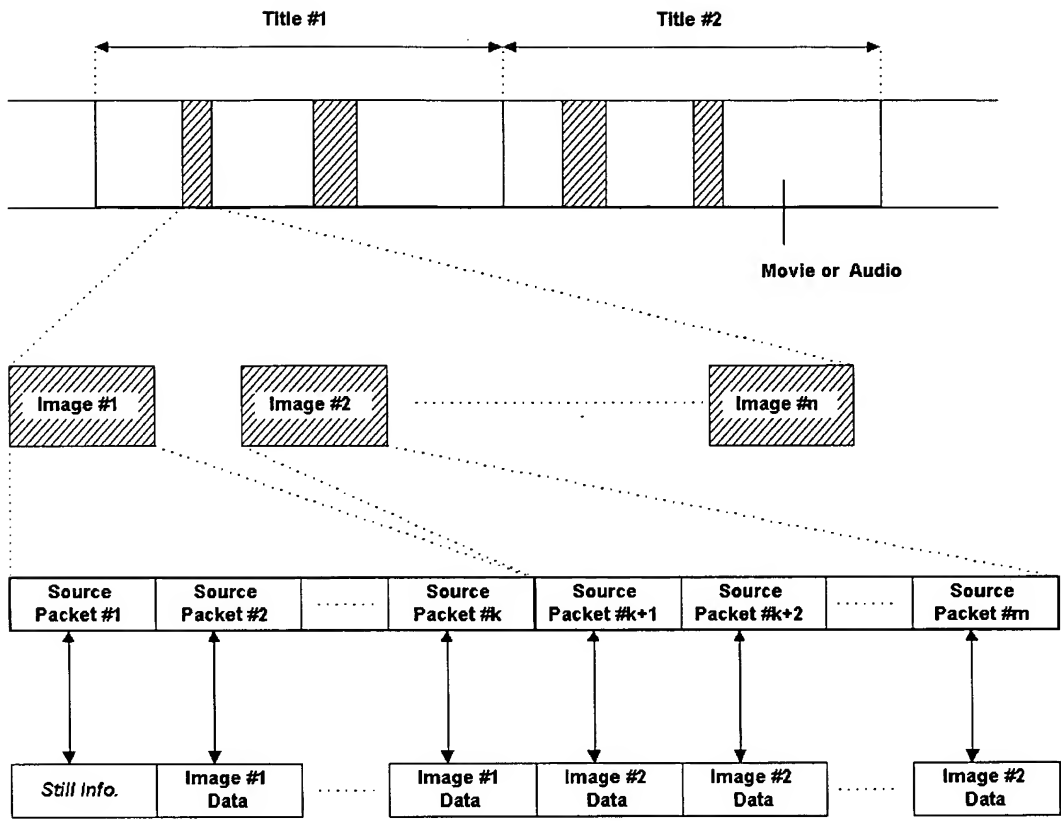 Title #1
Title #2
Movie or Audio
Image #1
Image #2
Image #n
Source
Packet #1
Source
Packet #2
Source
Packet #k
Source
Packet #k+1
Source
Packet #k+2
Source
Packet #m
Still Info.
Image #1
Data
Image #1
Data
Image #2
Data
Image #2
Data
Image #2
Data